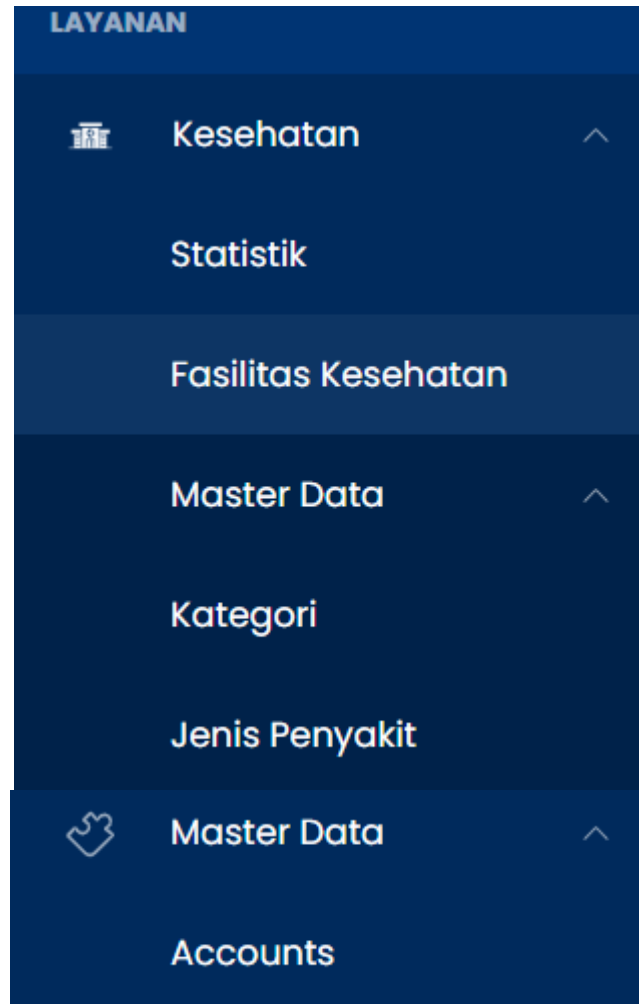 LAYANAN
Kesehatan
Statistik
Fasilitas Kesehatan
Master Data
Kategori
Jenis Penyakit
Master Data
Accounts